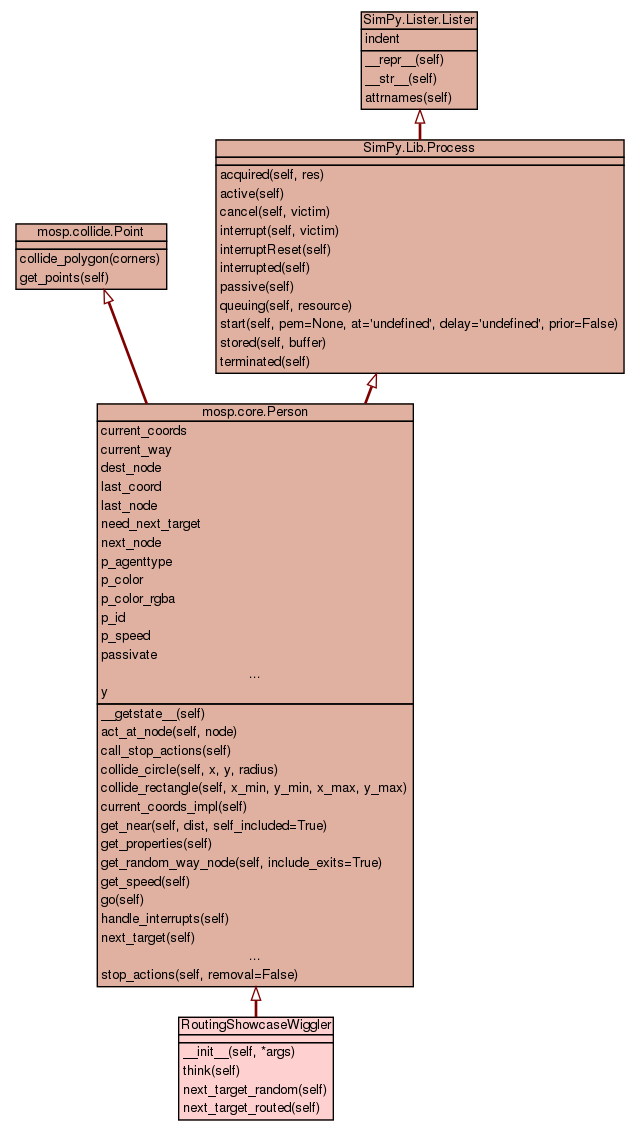 SimPy.Lister.Lister
indent
__repr__(self)
__str__(self)
attrnames(self)
SimPy.Lib.Process
acquired(self, res)
active(self)
cancel(self, victim)
interrupt(self, victim)
interruptReset(self)
interrupted(self)
passive(self)
queuing(self, resource)
start(self, pem=None, at='undefined', delay='undefined', prior=False)
stored(self, buffer)
terminated(self)
mosp.collide.Point
collide_polygon(corners)
get_points(self)
mosp.core.Person
current_coords
current_way
dest_node
last_coord
last_node
need_next_target
next_node
p_agenttype
p_color
p_color_rgba
p_id
p_speed
passivate
...
y
__getstate__(self)
act_at_node(self, node)
call_stop_actions(self)
collide_circle(self, x, y, radius)
collide_rectangle(self, x_min, y_min, x_max, y_max)
current_coords_impl(self)
get_near(self, dist, self_included=True)
get_properties(self)
get_random_way_node(self, include_exits=True)
get_speed(self)
go(self)
handle_interrupts(self)
next_target(self)
...
stop_actions(self, removal=False)
RoutingShowcaseWiggler
__init__(self, *args)
think(self)
next_target_random(self)
next_target_routed(self)